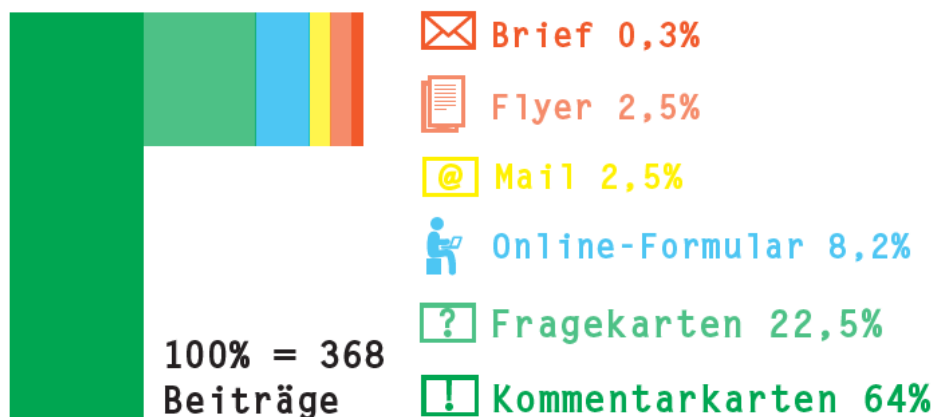 Brief 0,3%
Flyer 2,5%
@ Mail 2,5%
Online-Formular 8,2%
? Fragekarten 22,5%
! Kommentarkarten 64%
100% = 368
Beiträge